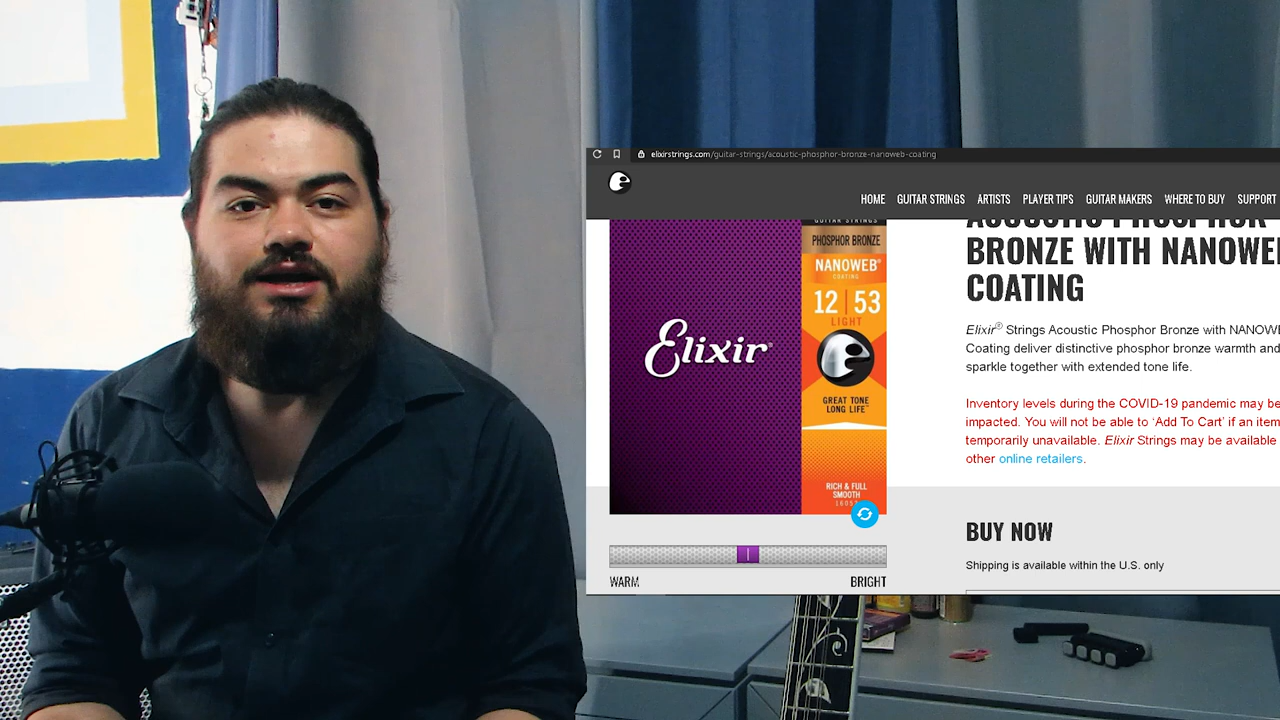 elixirstrings.com/guitar-strings/acoustic-phosphor-bronze-nanoweb-coating
HOME GUITAR STRINGS ARTISTS PLAYER TIPS GUITAR MAKERS WHERE TO BUY SUPPORT
GUITAR STRINGS
PHOSPHOR BRONZE
NANOWEB®
COATING
12 | 53
LIGHT
Elixir®
GREAT TONE
LONG LIFE™
RICH & FULL
SMOOTH
WARM
BRIGHT
ACOUSTIC PHOSPHOR
BRONZE WITH NANOWE
COATING
Elixir® Strings Acoustic Phosphor Bronze with NANOW
Coating deliver distinctive phosphor bronze warmth and
sparkle together with extended tone life.
Inventory levels during the COVID-19 pandemic may be
impacted. You will not be able to ‘Add To Cart’ if an item
temporarily unavailable. Elixir Strings may be available
other online retailers.
BUY NOW
Shipping is available within the U.S. only